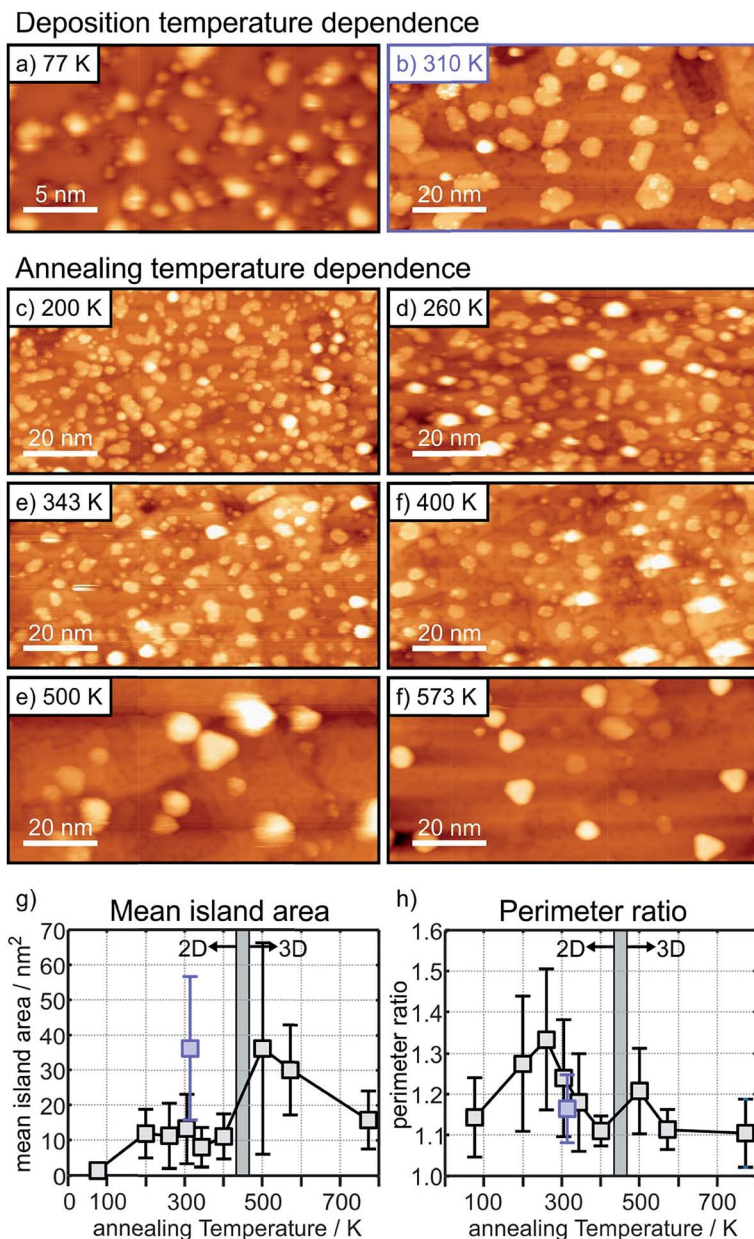 Deposition temperature dependence
a) 77 K
b) 310 K
5 nm
20 nm
Annealing temperature dependence
c) 200 K
d) 260 K
20 nm
20 nm
e) 343 K
f) 400 K
20 nm
20 nm
e) 500 K
f) 573 K
20 nm
20 nm
g)
Mean island area
70
60
50
40
30
20
10
0
mean island area / nm²
2D
3D
0
100
300
500
700
annealing Temperature / K
h)
Perimeter ratio
1.6
1.5
1.4
1.3
1.2
1.1
1.0
perimeter ratio
2D
3D
100
300
500
700
annealing Temperature / K